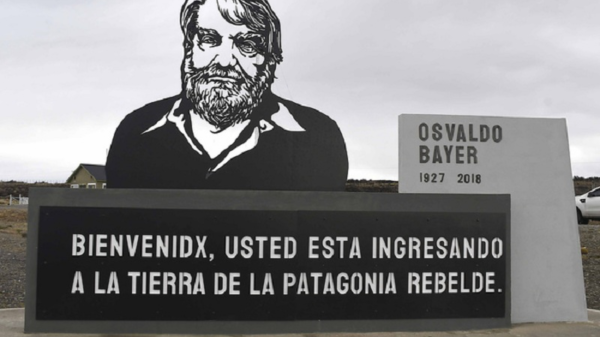 OSVALDO
BAYER
1927 2018
BIENVENIDX, USTED ESTA INGRESANDO
A LA TIERRA DE LA PATAGONIA REBELDE.